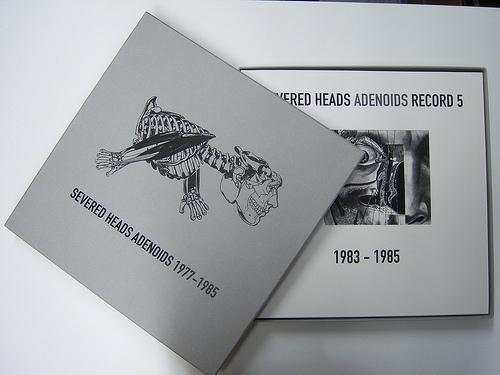 SEVERED HEADS ADENOIDS 1977-1985
VERED HEADS ADENOIDS RECORD 5
1983 - 1985